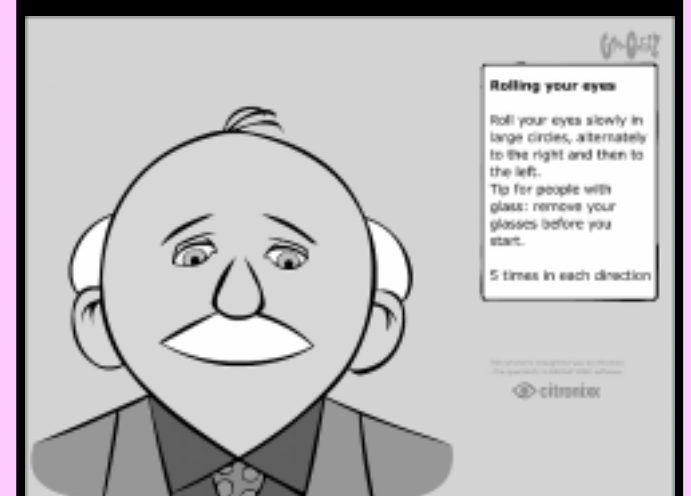 Rolling your eyes
Roll your eyes slowly in
large circles, alternately
to the right and then to
the left.
Tip for people with
glass: remove your
glasses before you
start.
5 times in each direction
citronixx